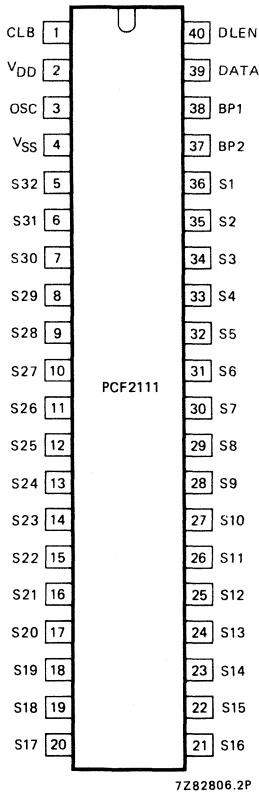 CLB 1 40 DLEN
VDD 2 39 DATA
OSC 3 38 BP1
VSS 4 37 BP2
S32 5 36 S1
S31 6 35 S2
S30 7 34 S3
S29 8 33 S4
S28 9 32 S5
S27 10 31 S6
PCF2111
S26 11 30 S7
S25 12 29 S8
S24 13 28 S9
S23 14 27 S10
S22 15 26 S11
S21 16 25 S12
S20 17 24 S13
S19 18 23 S14
S18 19 22 S15
S17 20 21 S16
7Z82806.2P